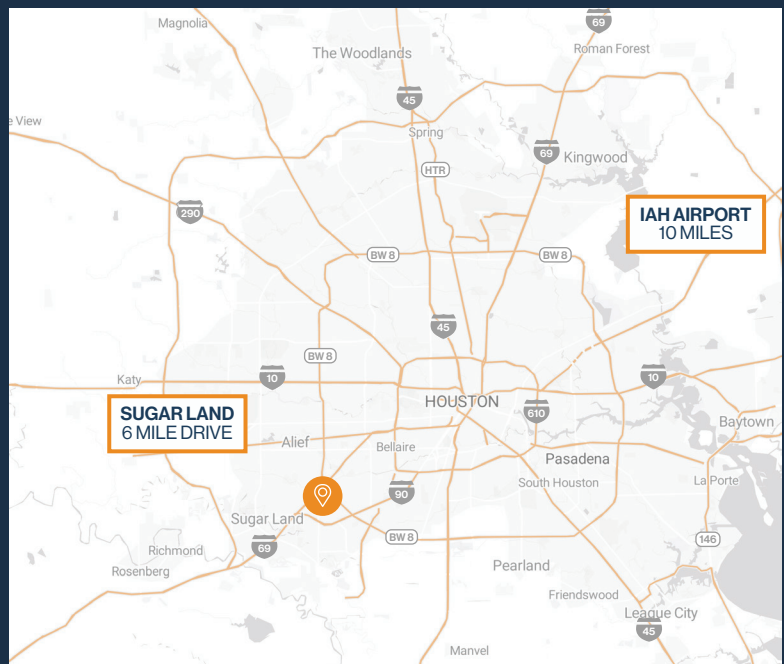 Magnolia
69
The Woodlands
Roman Forest
45
e View
Spring
69
Kingwood
HTR
290
IAH AIRPORT
10 MILES
BW 8
BW 8
45
BW 8
10
10
Katy
HOUSTON
610
SUGAR LAND
6 MILE DRIVE
Baytown
Alief
Bellaire
Pasadena
La Porte
South Houston
90
Sugar Land
BW 8
146
69
Richmond
Rosenberg
Pearland
Friendswood
League City
45
Manvel